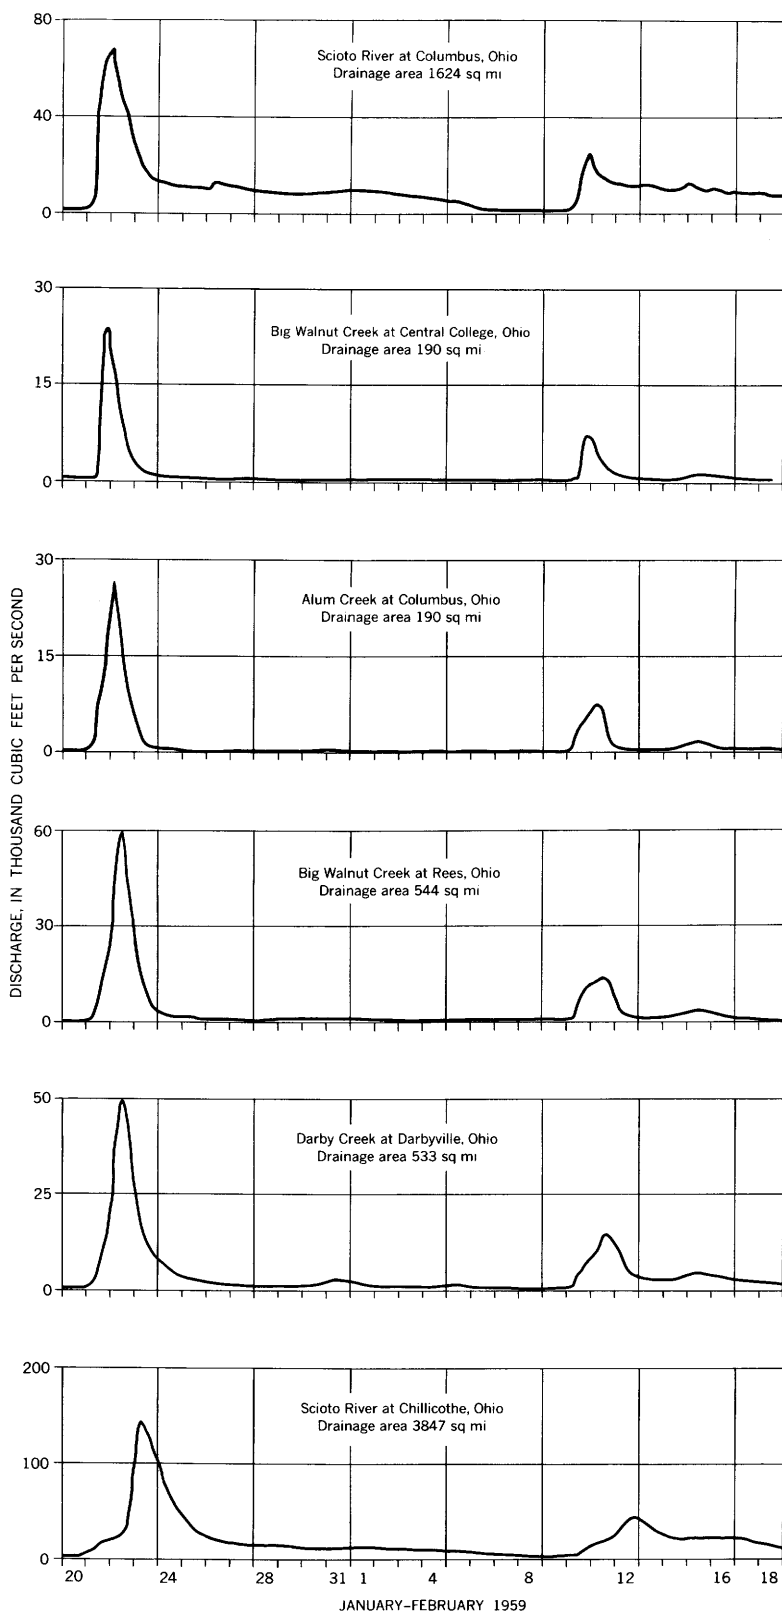 80
40
0
Scioto River at Columbus, Ohio
Drainage area 1624 sq mi
30
15
0
Big Walnut Creek at Central College, Ohio
Drainage area 190 sq mi
30
15
0
Alum Creek at Columbus, Ohio
Drainage area 190 sq mi
DISCHARGE, IN THOUSAND CUBIC FEET PER SECOND
60
30
0
Big Walnut Creek at Rees, Ohio
Drainage area 544 sq mi
50
25
0
Darby Creek at Darbyville, Ohio
Drainage area 533 sq mi
200
100
0
Scioto River at Chillicothe, Ohio
Drainage area 3847 sq mi
20 24 28 31 1 4 8 12 16 18
JANUARY–FEBRUARY 1959